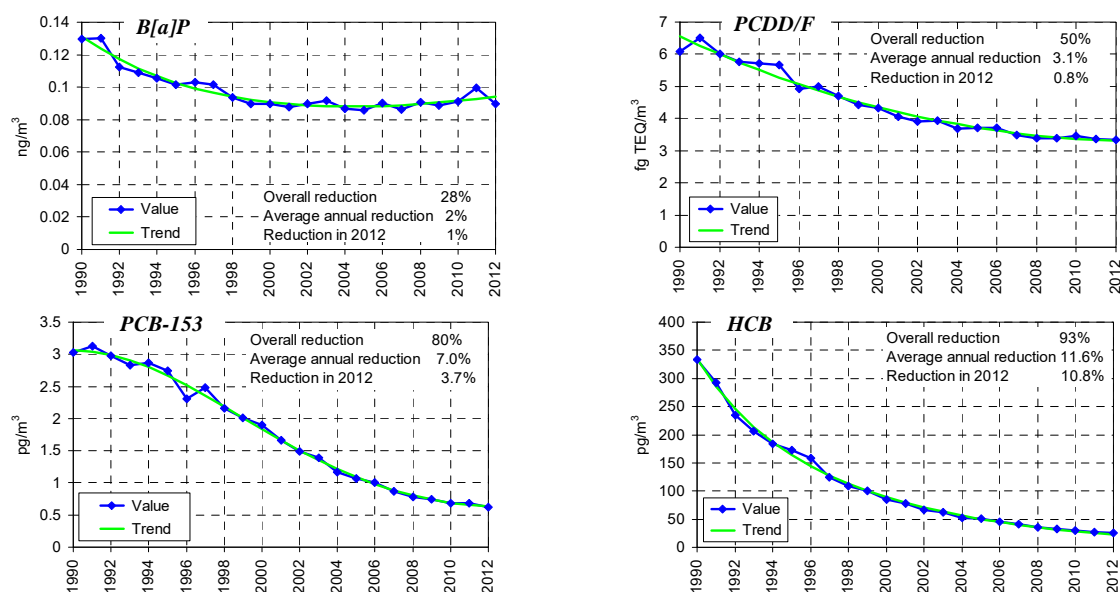 B[a]P
0.14
0.12
0.1
0.08
0.06
0.04
0.02
0
ng/m³
Overall reduction 28%
Average annual reduction 2%
Reduction in 2012 1%
Value
Trend
1990
1992
1994
1996
1998
2000
2002
2004
2006
2008
2010
2012
PCDD/F
7
6
5
4
3
2
1
0
fg TEQ/m³
Overall reduction 50%
Average annual reduction 3.1%
Reduction in 2012 0.8%
Value
Trend
1990
1992
1994
1996
1998
2000
2002
2004
2006
2008
2010
2012
PCB-153
3.5
3
2.5
2
1.5
1
0.5
0
pg/m³
Overall reduction 80%
Average annual reduction 7.0%
Reduction in 2012 3.7%
Value
Trend
1990
1992
1994
1996
1998
2000
2002
2004
2006
2008
2010
2012
HCB
400
350
300
250
200
150
100
50
0
pg/m³
Overall reduction 93%
Average annual reduction 11.6%
Reduction in 2012 10.8%
Value
Trend
1990
1992
1994
1996
1998
2000
2002
2004
2006
2008
2010
2012